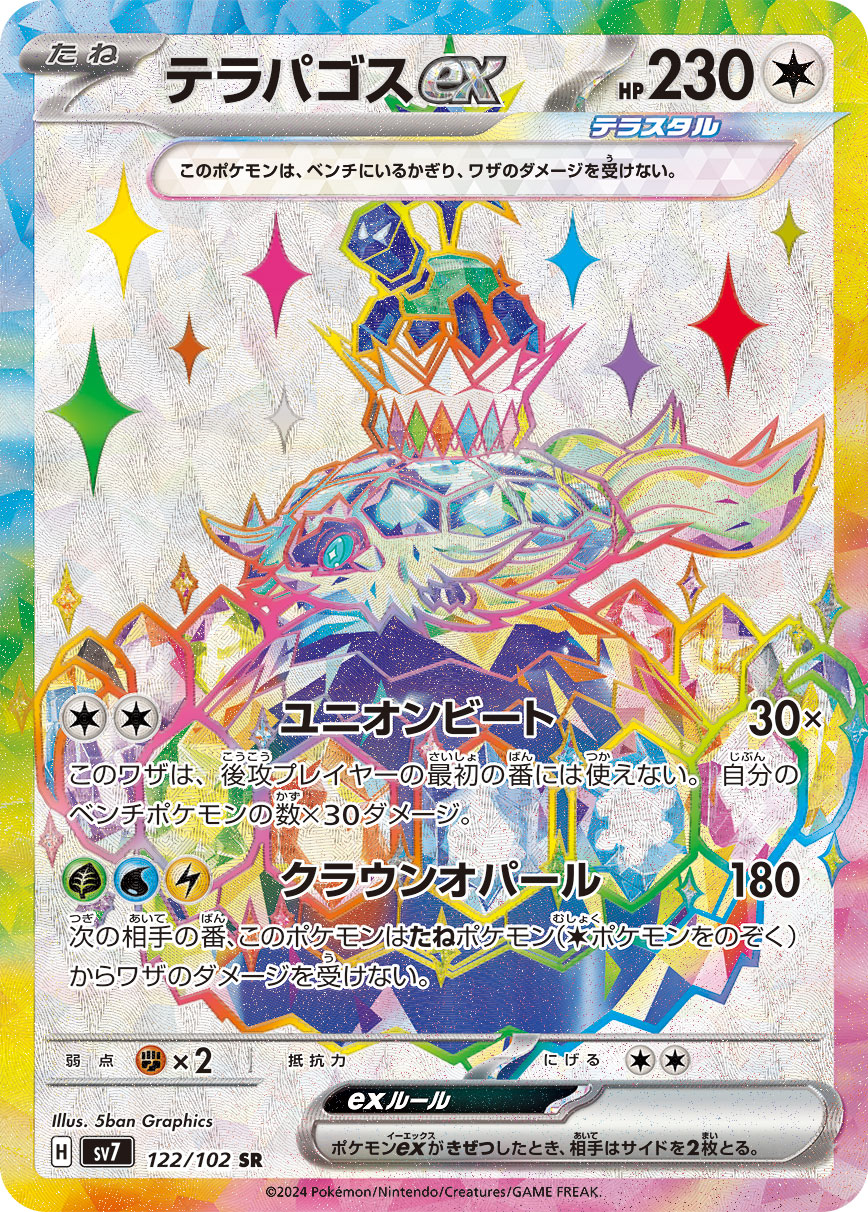 たね
テラパゴスex
HP 230
テラスタル
このポケモンは、ベンチにいるかぎり、ワザのダメージを受けない。
ユニオンビート 30×
このワザは、後攻プレイヤーの最初の番には使えない。自分の
ベンチポケモンの数×30ダメージ。
クラウンオパール 180
次の相手の番、このポケモンはたねポケモン(ポケモンをのぞく)
からワザのダメージを受けない。
弱点 ×2 抵抗力 にげる
exルール
ポケモンexがきぜつしたとき、相手はサイドを2枚とる。
Illus. 5ban Graphics
H sv7 122/102 SR
©2024 Pokémon/Nintendo/Creatures/GAME FREAK.